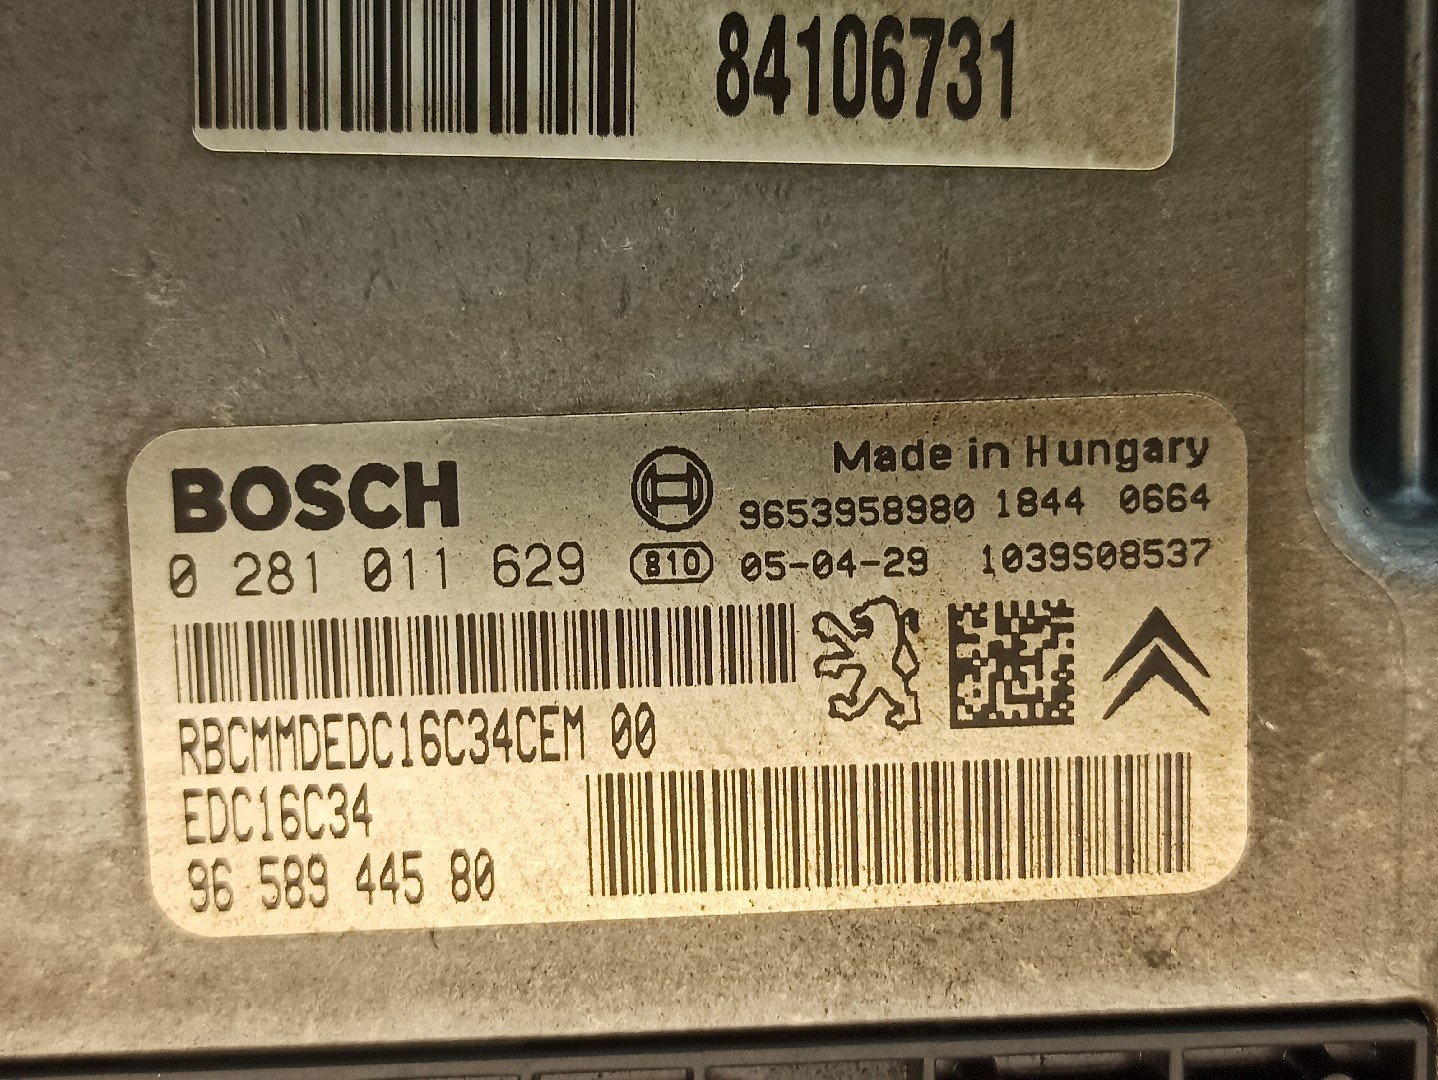 84106731
BOSCH
Made in Hungary
9653958980 1844 0664
0 281 011 629
810
05-04-29 1039S08537
RBCMMDEDC16C34CEM 00
EDC16C34
96 589 445 80